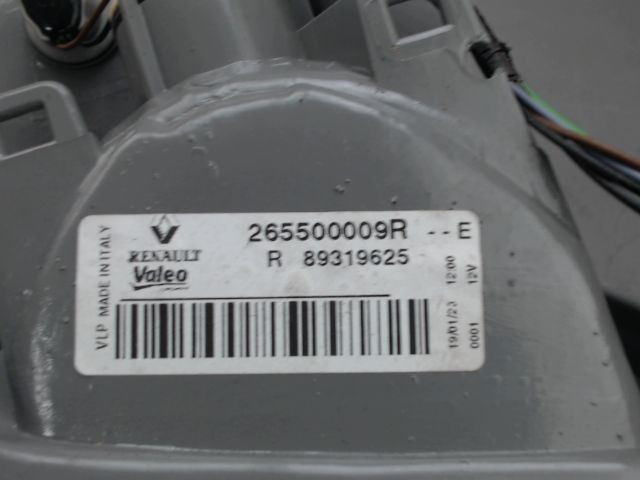 265500009R -- E
RENAULT
R 89319625
Valeo
VLP MADE IN ITALY
19/01/23 12:00
0001 12V